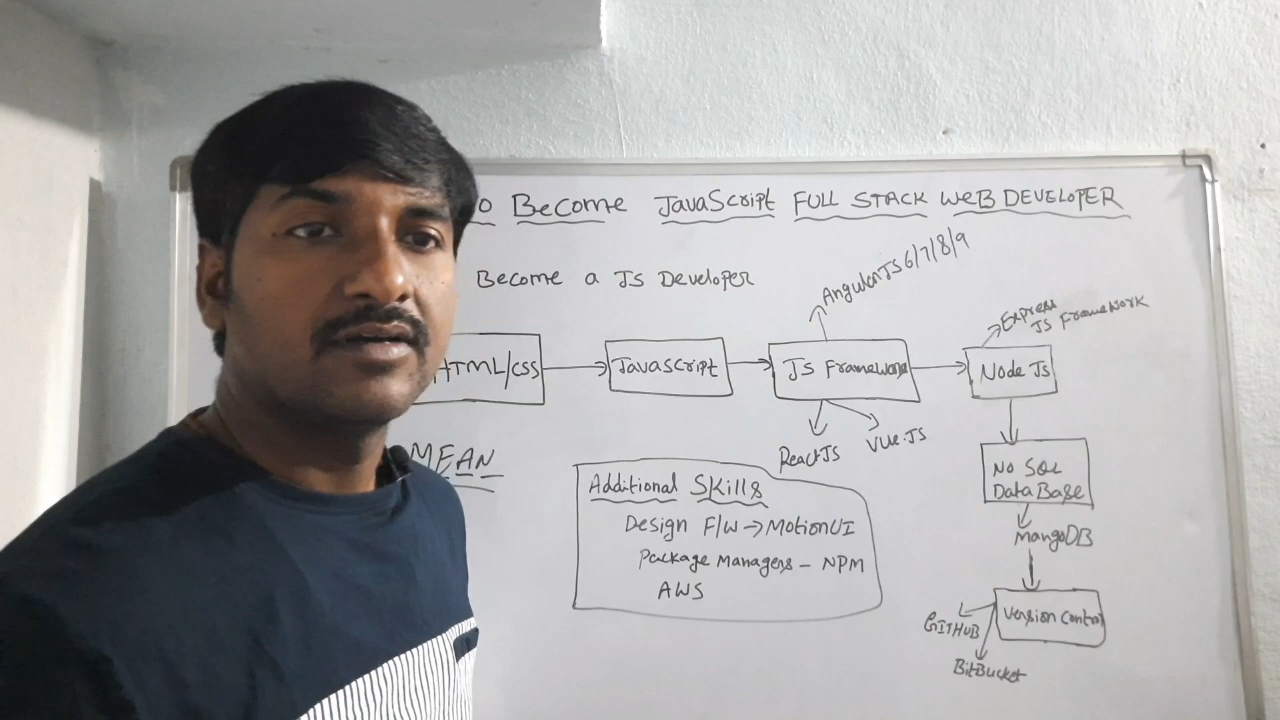 O Become JavaScript FULL STACK WEB DEVELOPER
Become a JS Developer
AngularJS 6/7/8/9
Express
JS FrameWork
HTML/CSS
JavaScript
JS Framework
Node JS
ReactJS
Vue.JS
MEAN
No SQL
DataBase
MangoDB
Additional Skills
Design F/W → MotionUI
Package Managers - NPM
AWS
Version Control
GITHUB
BitBucket